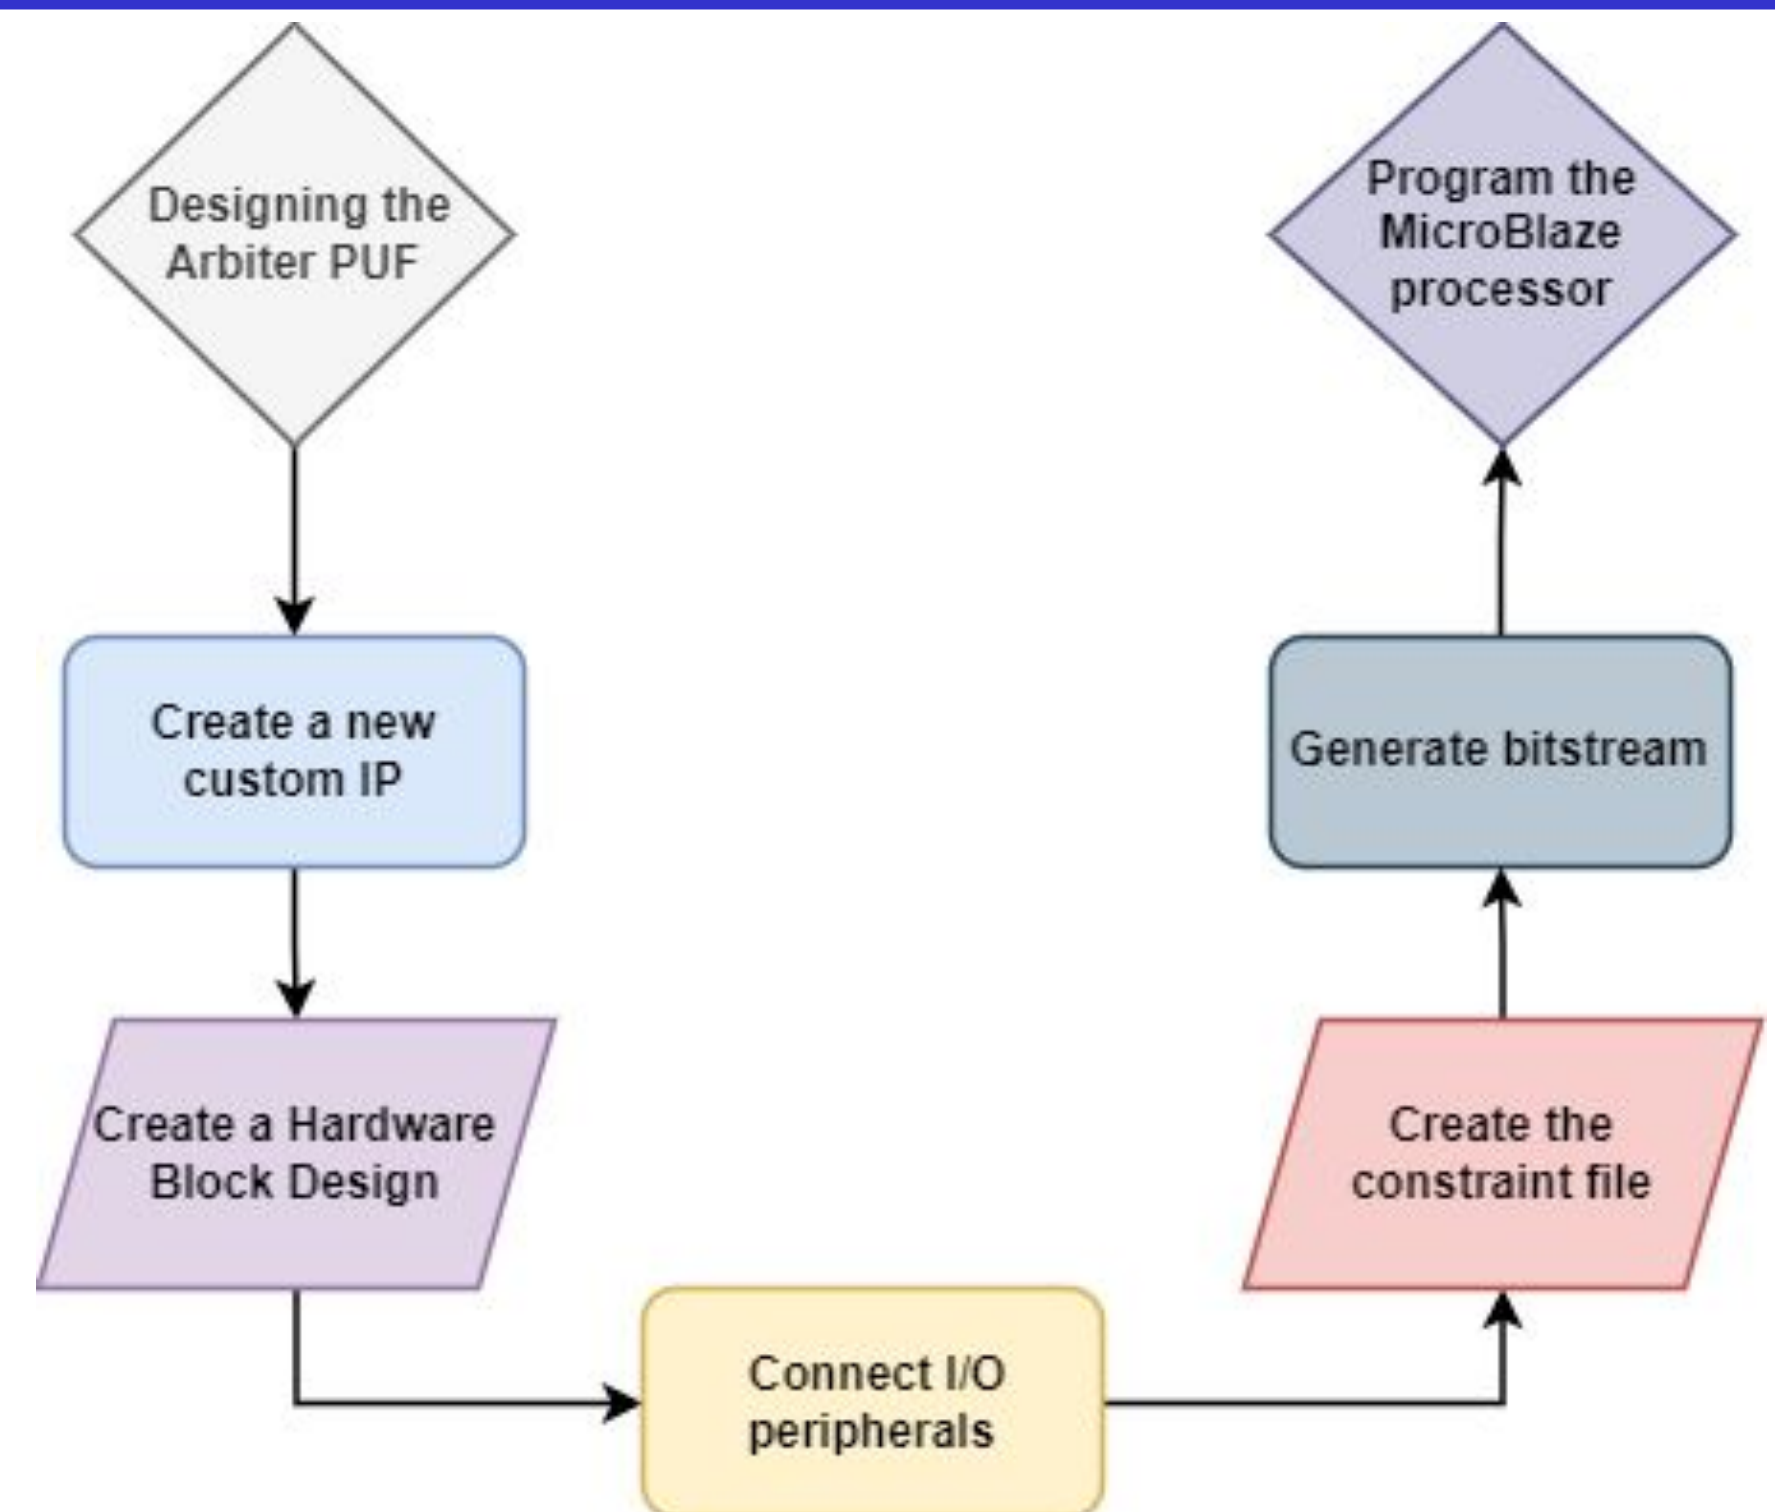 Designing the
Arbiter PUF
Create a new
custom IP
Create a Hardware
Block Design
Connect I/O
peripherals
Create the
constraint file
Generate bitstream
Program the
MicroBlaze
processor